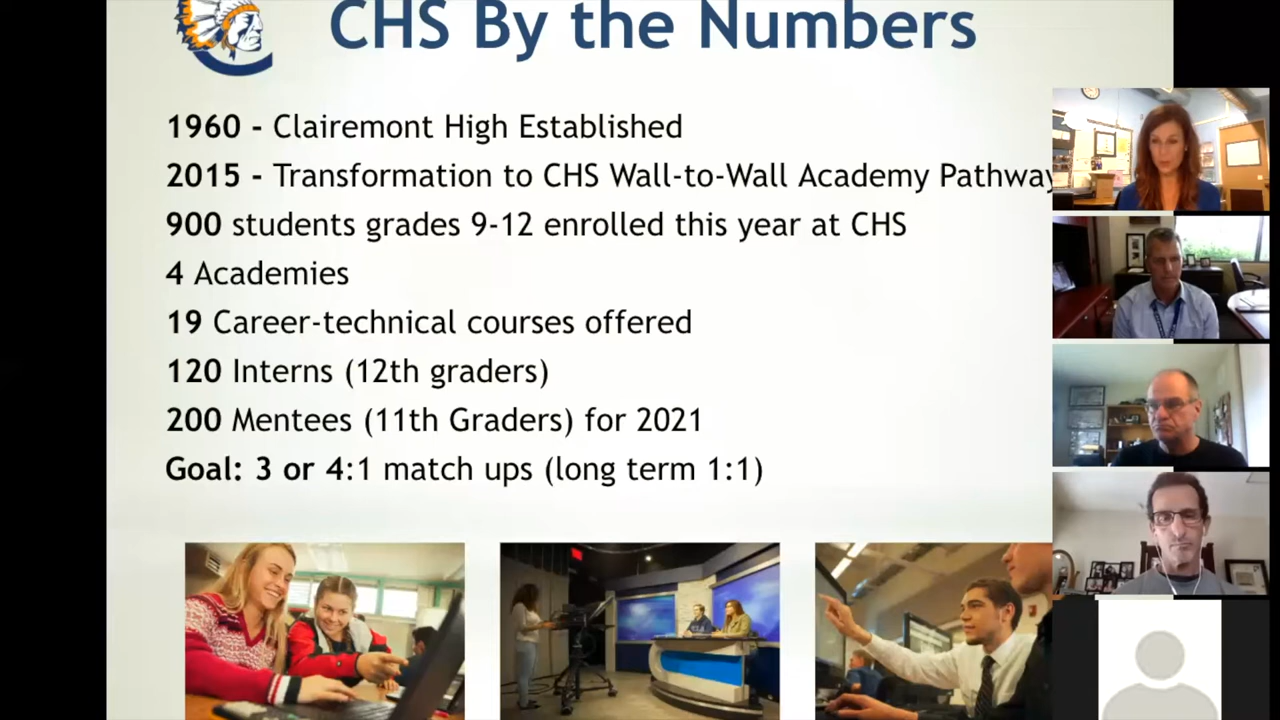 CHS By the Numbers
1960 - Clairemont High Established
2015 - Transformation to CHS Wall-to-Wall Academy Pathway
900 students grades 9-12 enrolled this year at CHS
4 Academies
19 Career-technical courses offered
120 Interns (12th graders)
200 Mentees (11th Graders) for 2021
Goal: 3 or 4:1 match ups (long term 1:1)